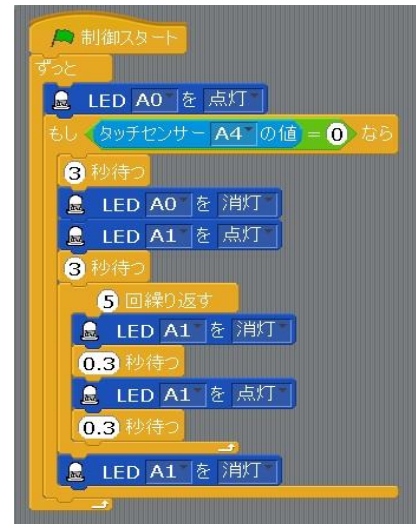 制御スタート
ずっと
LED A0 を 点灯
もし タッチセンサー A4 の値 = 0 なら
3 秒待つ
LED A0 を 消灯
LED A1 を 点灯
3 秒待つ
5 回繰り返す
LED A1 を 消灯
0.3 秒待つ
LED A1 を 点灯
0.3 秒待つ
LED A1 を 消灯